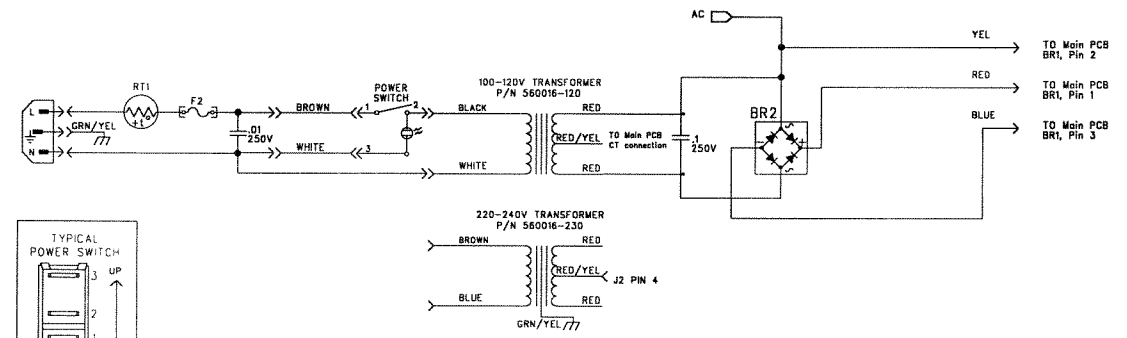 AC
YEL
TO Main PCB
BR1, Pin 2
RED
TO Main PCB
BR1, Pin 1
BLUE
TO Main PCB
BR1, Pin 3
RT1
+t°
F2
L
GRN/YEL
N
.01
250V
BROWN
WHITE
POWER
SWITCH
1
2
3
BLACK
WHITE
100-120V TRANSFORMER
P/N 560016-120
RED
RED/YEL
TO Main PCB
CT connection
RED
.1
250V
BR2
-
+
220-240V TRANSFORMER
P/N 560016-230
BROWN
BLUE
RED
RED/YEL
J2 PIN 4
RED
GRN/YEL
TYPICAL
POWER SWITCH
3
UP
2
1